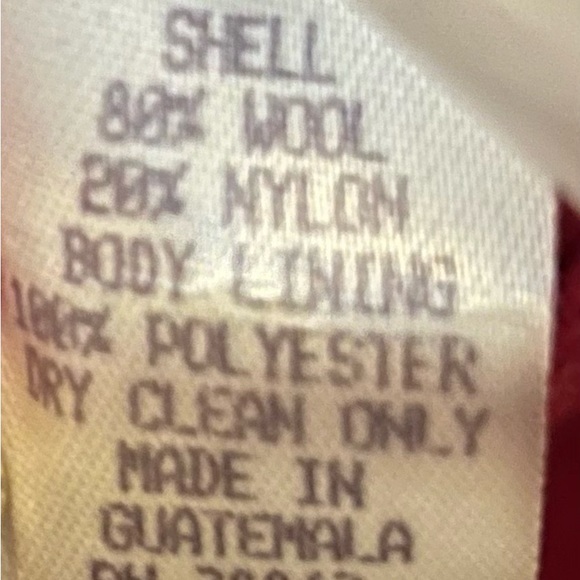 SHELL
80% WOOL
20% NYLON
BODY LINING
100% POLYESTER
DRY CLEAN ONLY
MADE IN
GUATEMALA